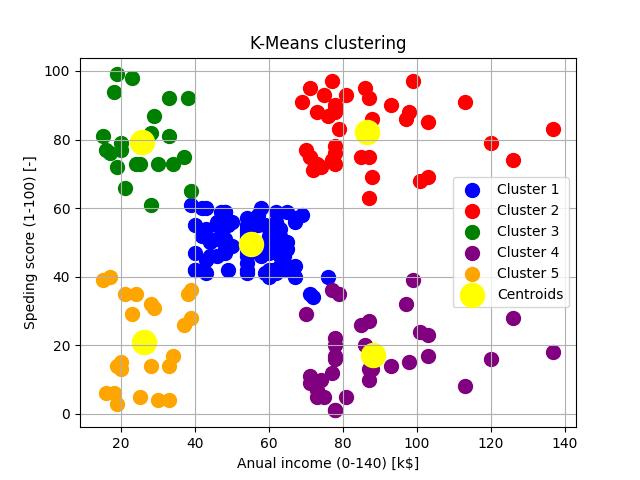 K-Means clustering
100
80
60
40
20
0
Speding score (1-100) [-]
20 40 60 80 100 120 140
Anual income (0-140) [k$]
Cluster 1
Cluster 2
Cluster 3
Cluster 4
Cluster 5
Centroids